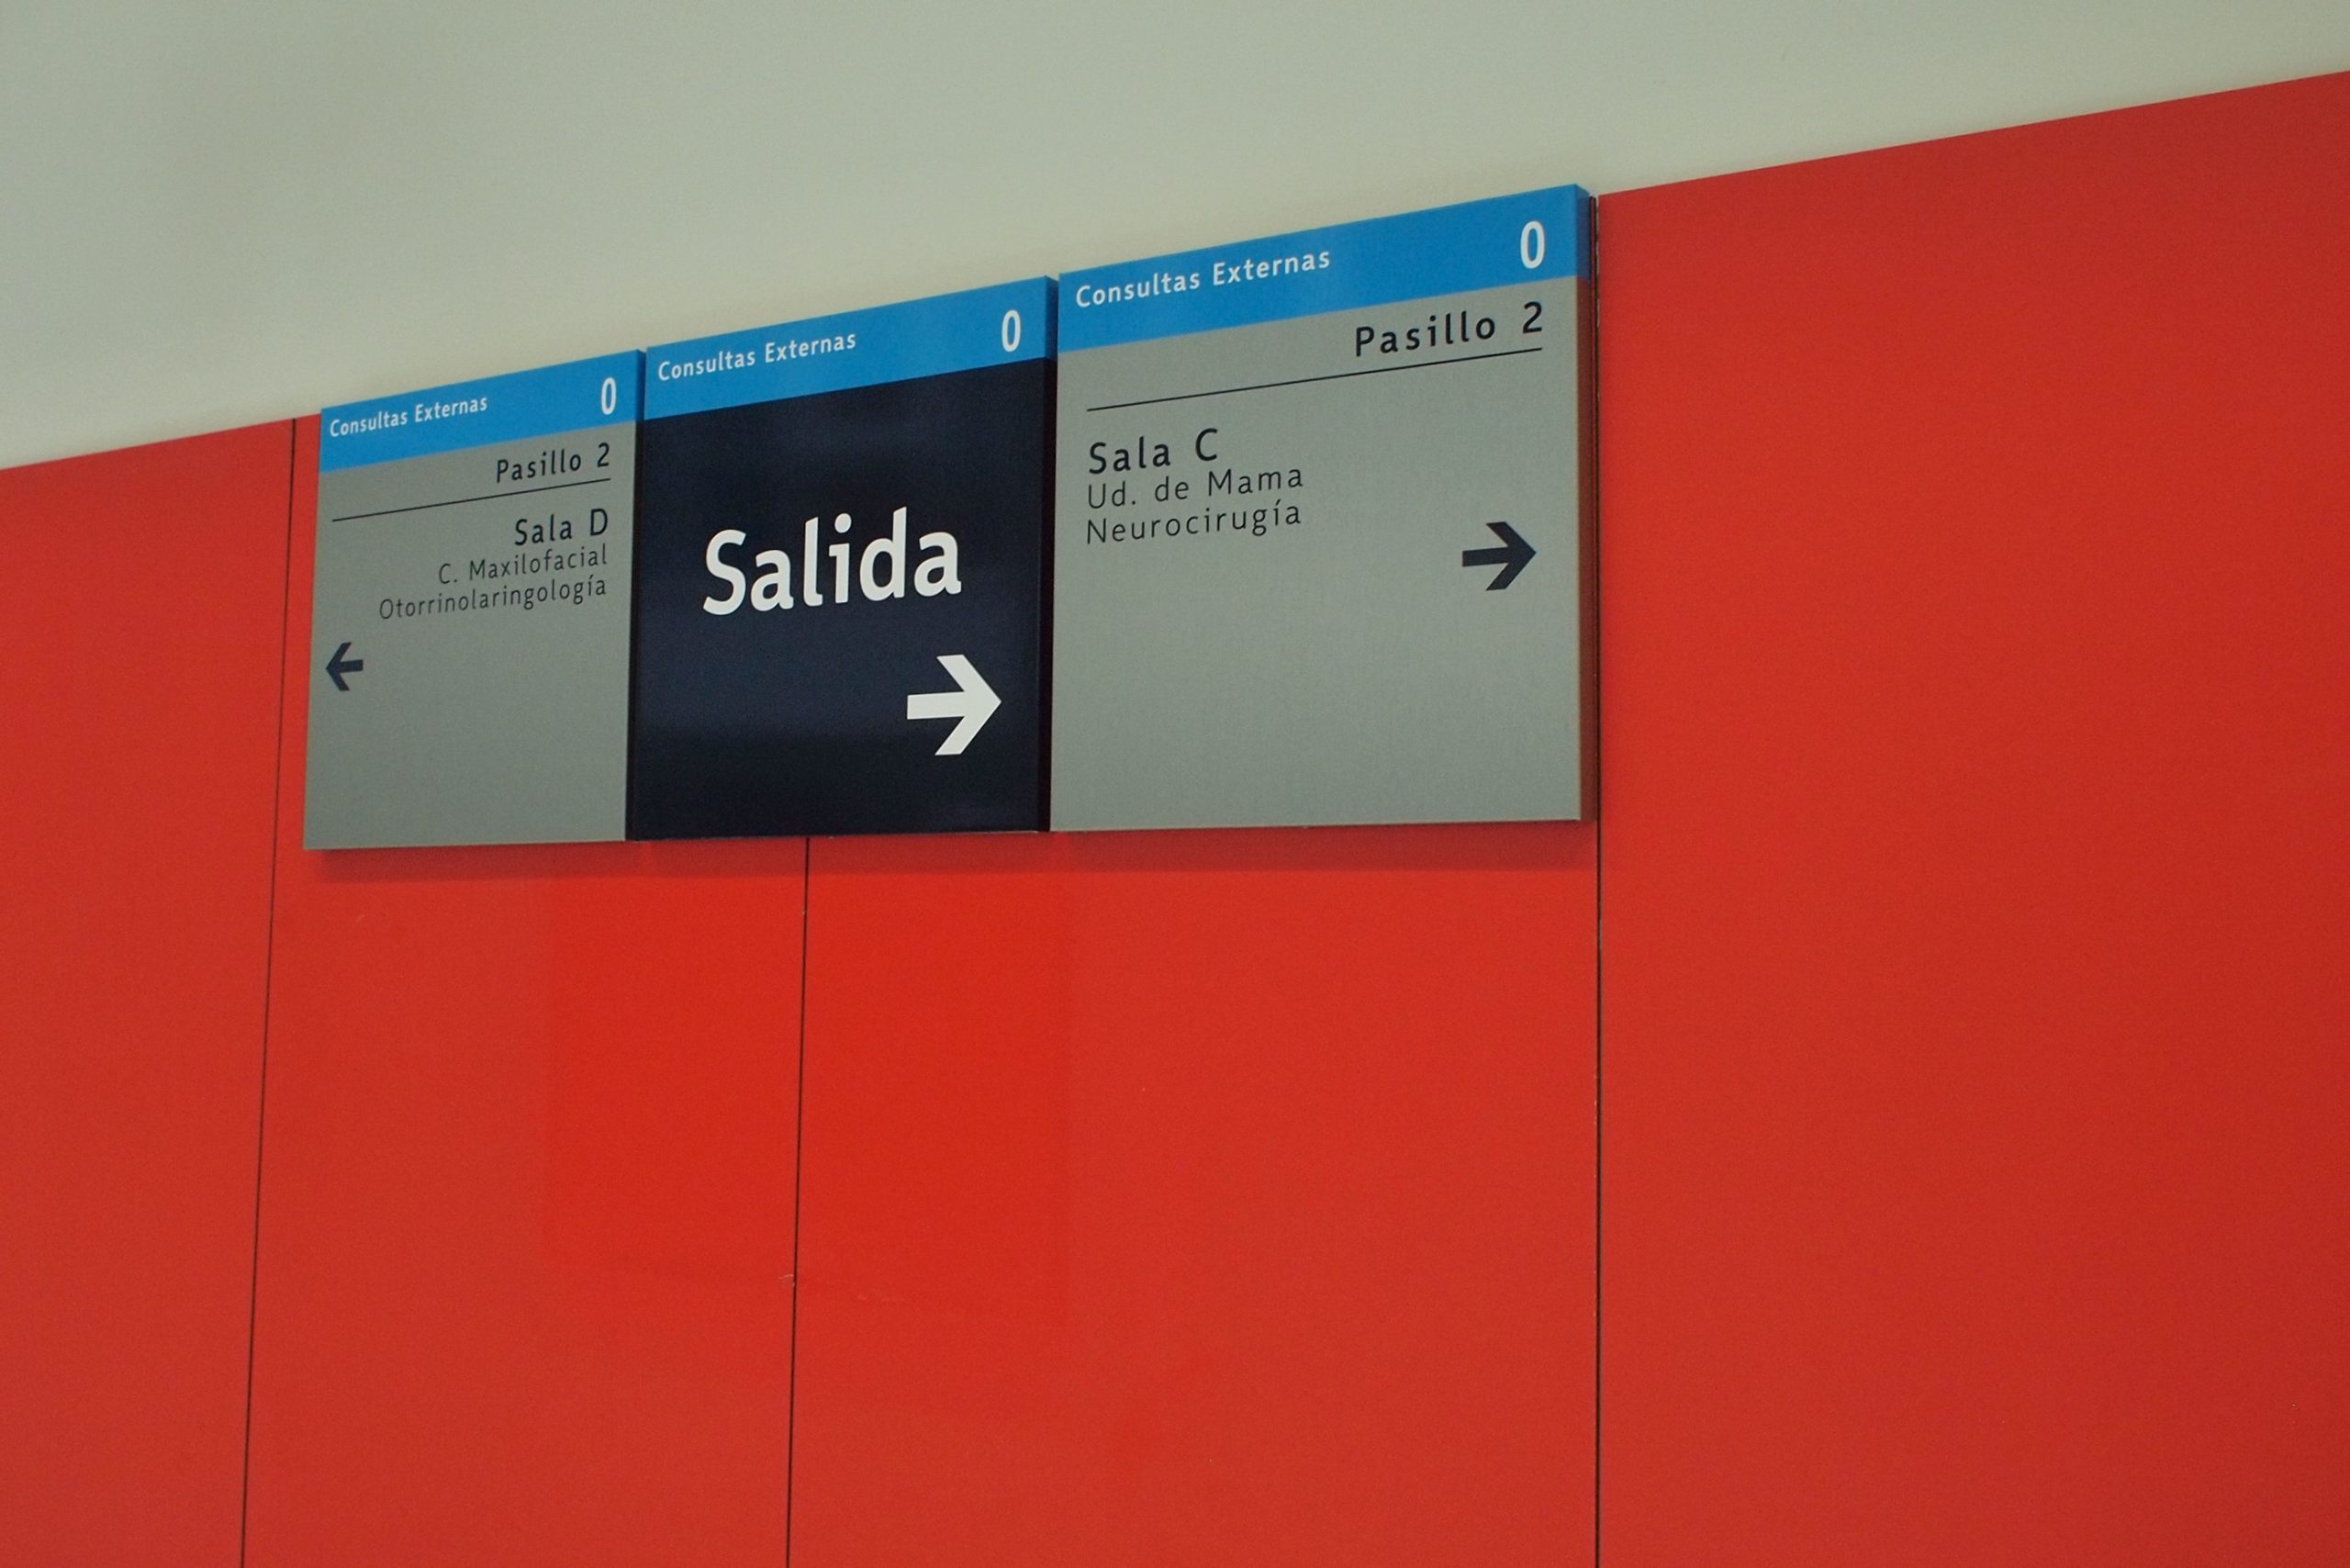 Consultas Externas 0
Pasillo 2
Sala D
C. Maxilofacial
Otorrinolaringología
Consultas Externas 0
Salida
Consultas Externas 0
Pasillo 2
Sala C
Ud. de Mama
Neurocirugía